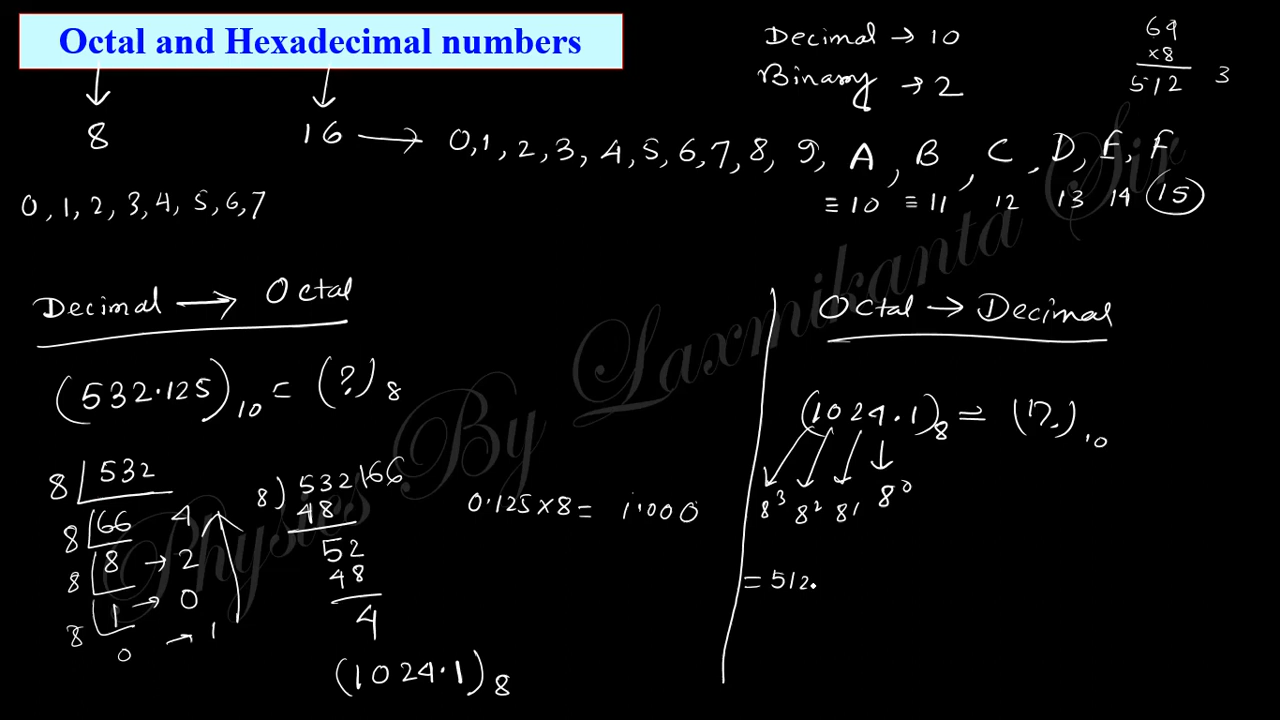 Octal and Hexadecimal numbers
Decimal → 10
Binary → 2
64
×8
512 3
8
16 → 0,1, 2, 3, 4, 5, 6, 7, 8, 9, A, B, C, D, E, F
≡ 10 ≡ 11 12 13 14 15
0, 1, 2, 3, 4, 5, 6, 7
Decimal → Octal
(532.125)10 = (?)8
8 | 532
8 | 66 4
8 | 8 → 2
8 | 1 → 0
0 → 1
8 ) 532 \ 66
48
52
48
4
(1024.1)8
0.125×8 = 1.000
Octal → Decimal
(1024.1)8 = (?)10
8³ 8² 8¹ 8⁰
= 512.
Physics By Laxmikanta Sir